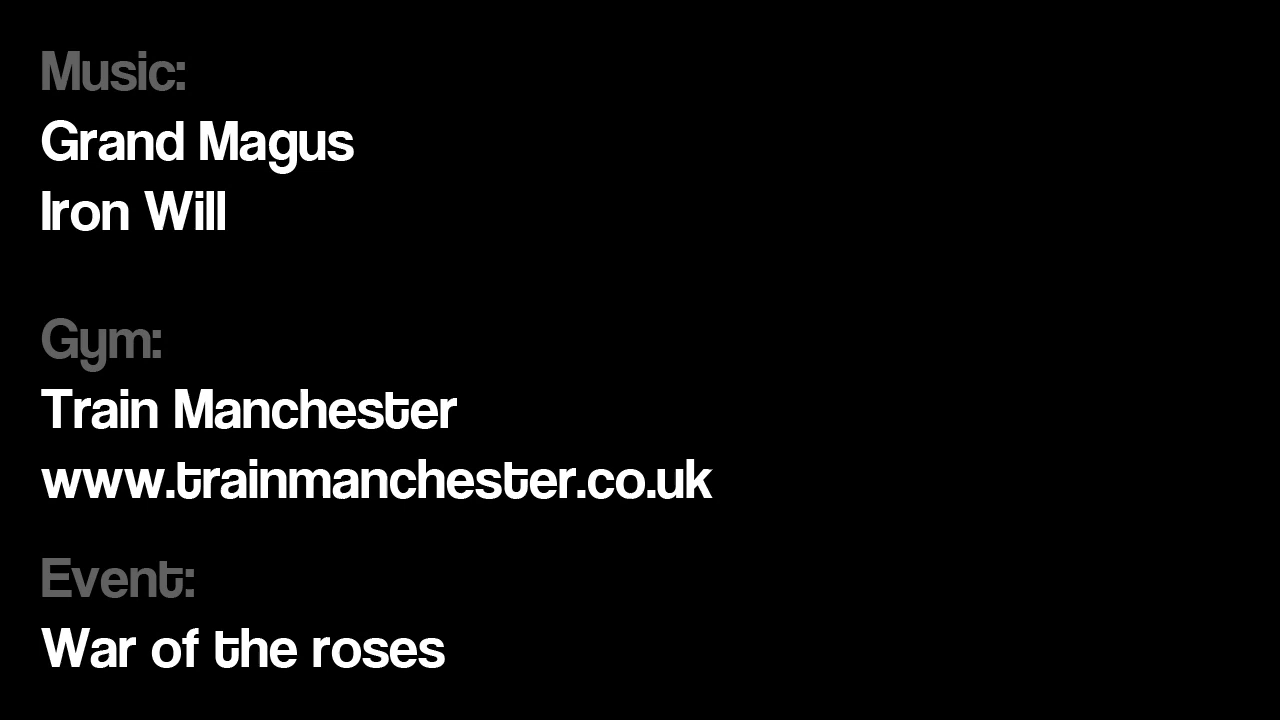 Music:
Grand Magus
Iron Will
Gym:
Train Manchester
www.trainmanchester.co.uk
Event:
War of the roses